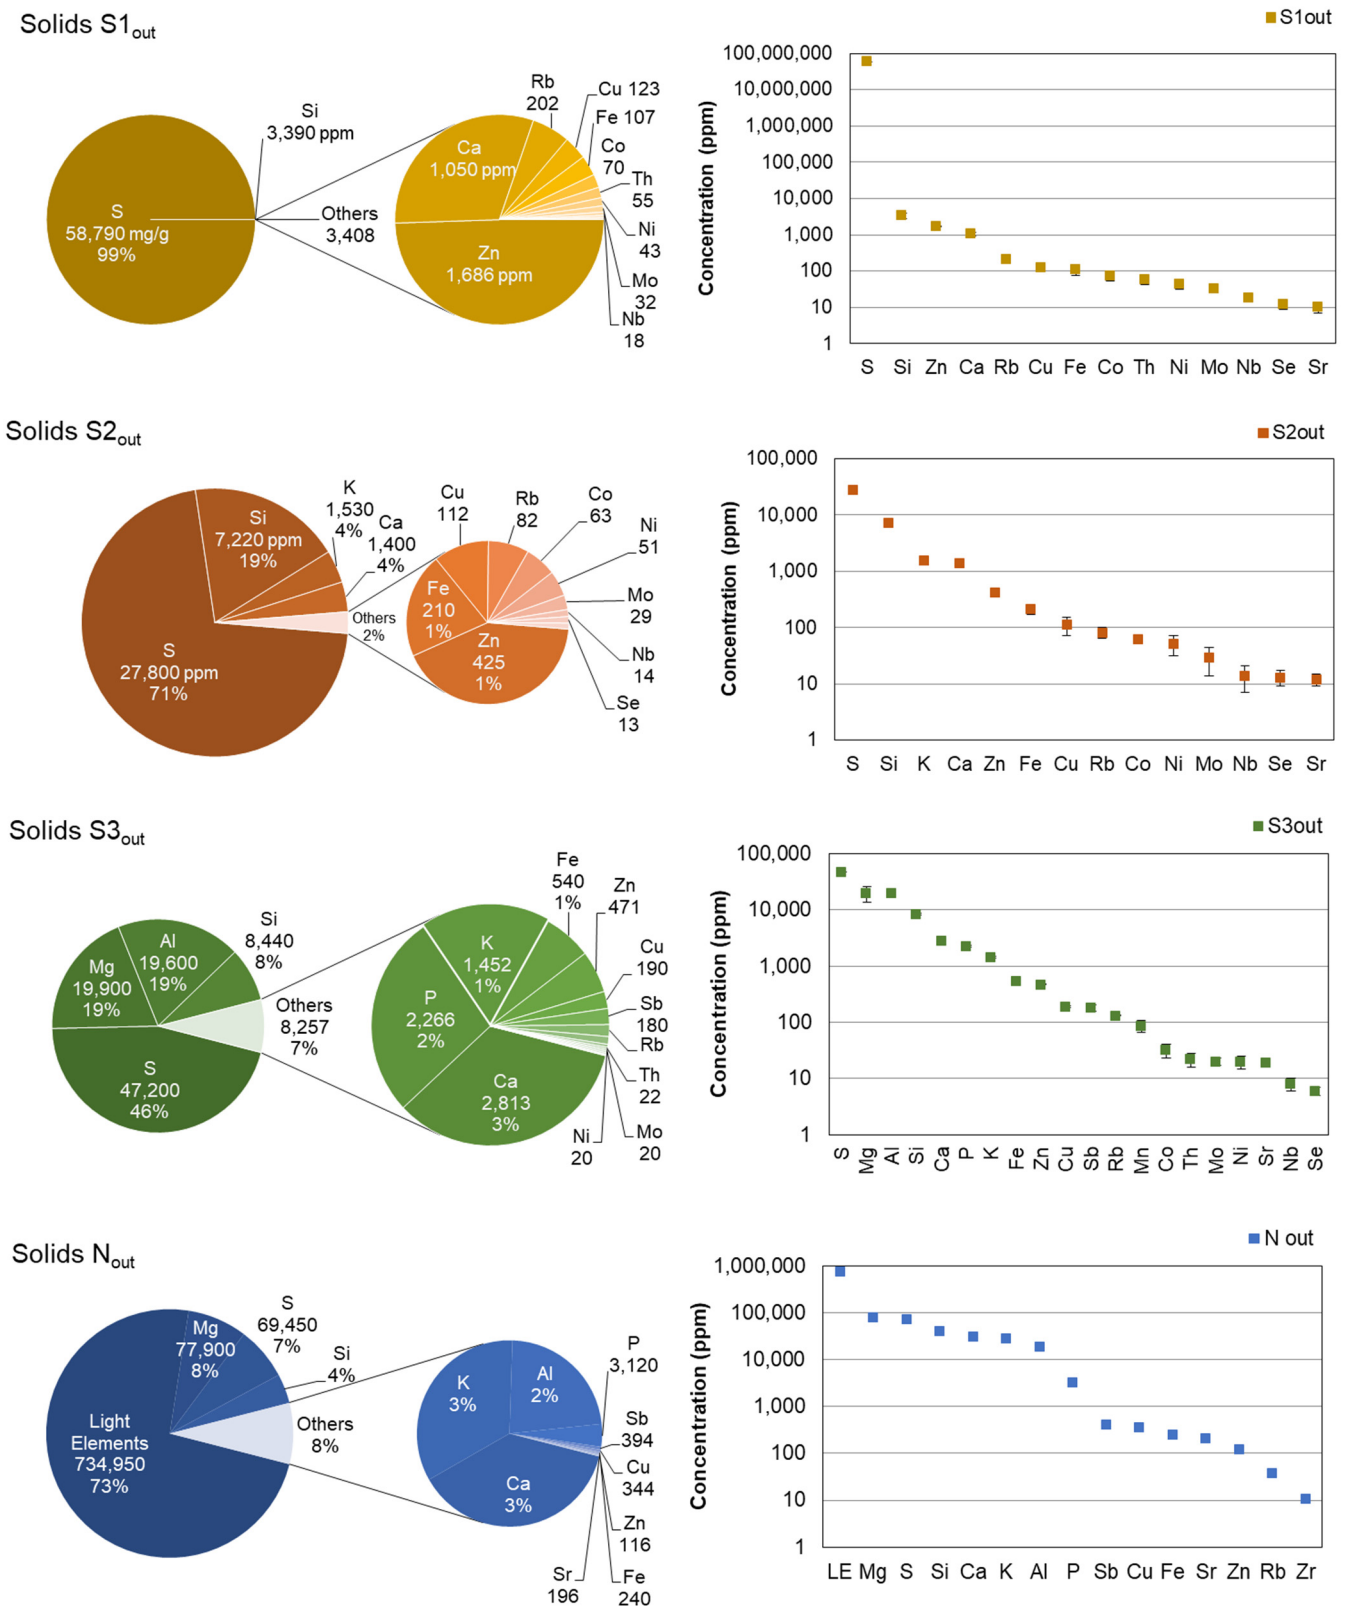 Solids S1out
S1out
S
58,790 mg/g
99%
Si
3,390 ppm
Others
3,408
Ca
1,050 ppm
Zn
1,686 ppm
Rb
202
Cu 123
Fe 107
Co
70
Th
55
Ni
43
Mo
32
Nb
18
Concentration (ppm)
100,000,000
10,000,000
1,000,000
100,000
10,000
1,000
100
10
1
S Si Zn Ca Rb Cu Fe Co Th Ni Mo Nb Se Sr
Solids S2out
S2out
Si
7,220 ppm
19%
K
1,530
4%
Ca
1,400
4%
Others
2%
S
27,800 ppm
71%
Cu
112
Rb
82
Co
63
Ni
51
Mo
29
Nb
14
Se
13
Fe
210
1%
Zn
425
1%
Concentration (ppm)
100,000
10,000
1,000
100
10
1
S Si K Ca Zn Fe Cu Rb Co Ni Mo Nb Se Sr
Solids S3out
S3out
Mg
19,900
19%
Al
19,600
19%
Si
8,440
8%
Others
8,257
7%
S
47,200
46%
K
1,452
1%
P
2,266
2%
Ca
2,813
3%
Fe
540
1%
Zn
471
Cu
190
Sb
180
Rb
Th
22
Mo
20
Ni
20
Concentration (ppm)
100,000
10,000
1,000
100
10
1
S Mg Al Si Ca P K Fe Zn Cu Sb Rb Mn Co Th Mo Ni Sr Nb Se
Solids Nout
N out
Mg
77,900
8%
S
69,450
7%
Si
4%
Others
8%
Light
Elements
734,950
73%
K
3%
Al
2%
Ca
3%
P
3,120
Sb
394
Cu
344
Zn
116
Fe
240
Sr
196
Concentration (ppm)
1,000,000
100,000
10,000
1,000
100
10
1
LE Mg S Si Ca K Al P Sb Cu Fe Sr Zn Rb Zr